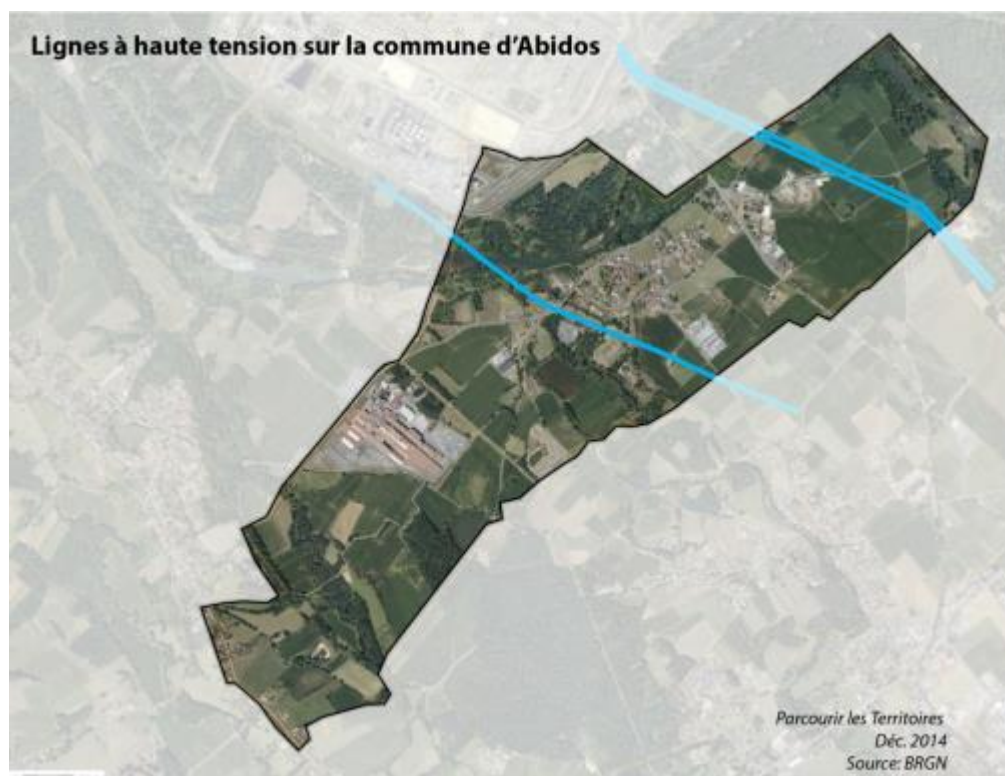 Lignes à haute tension sur la commune d'Abidos
Parcourir les Territoires
Déc. 2014
Source: BRGN